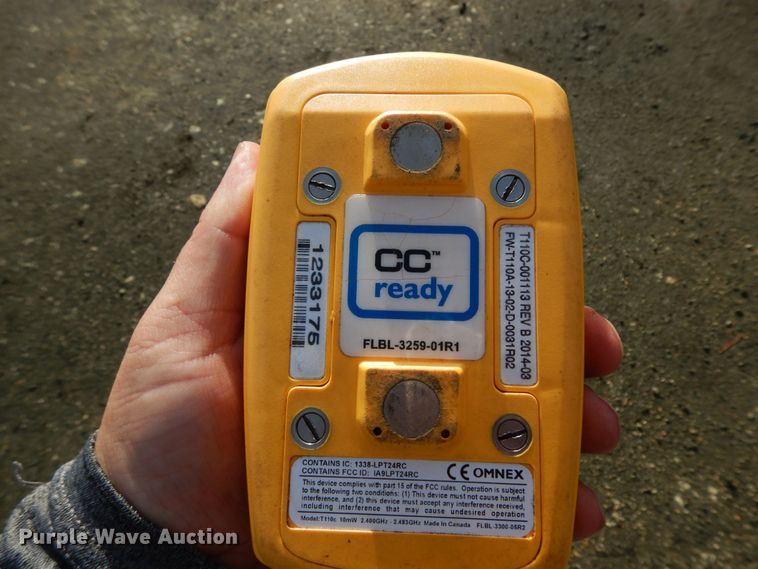 CC™
ready
FLBL-3259-01R1
1233175
T110C-001113 REV B 2014-03
FW-T110A-13-02-D-0031R02
CONTAINS IC: 1338-LPT24RC
CONTAINS FCC ID: IA9LPT24RC
CE OMNEX
This device complies with part 15 of the FCC rules. Operation is subject
to the following two conditions: (1) This device must not cause harmful
interference, and (2) this device must accept any interference received,
including interference that may cause undesired operation
Model: T110c 10mW 2.400GHz - 2.483GHz Made In Canada FLBL-3300-05R2
Purple Wave Auction